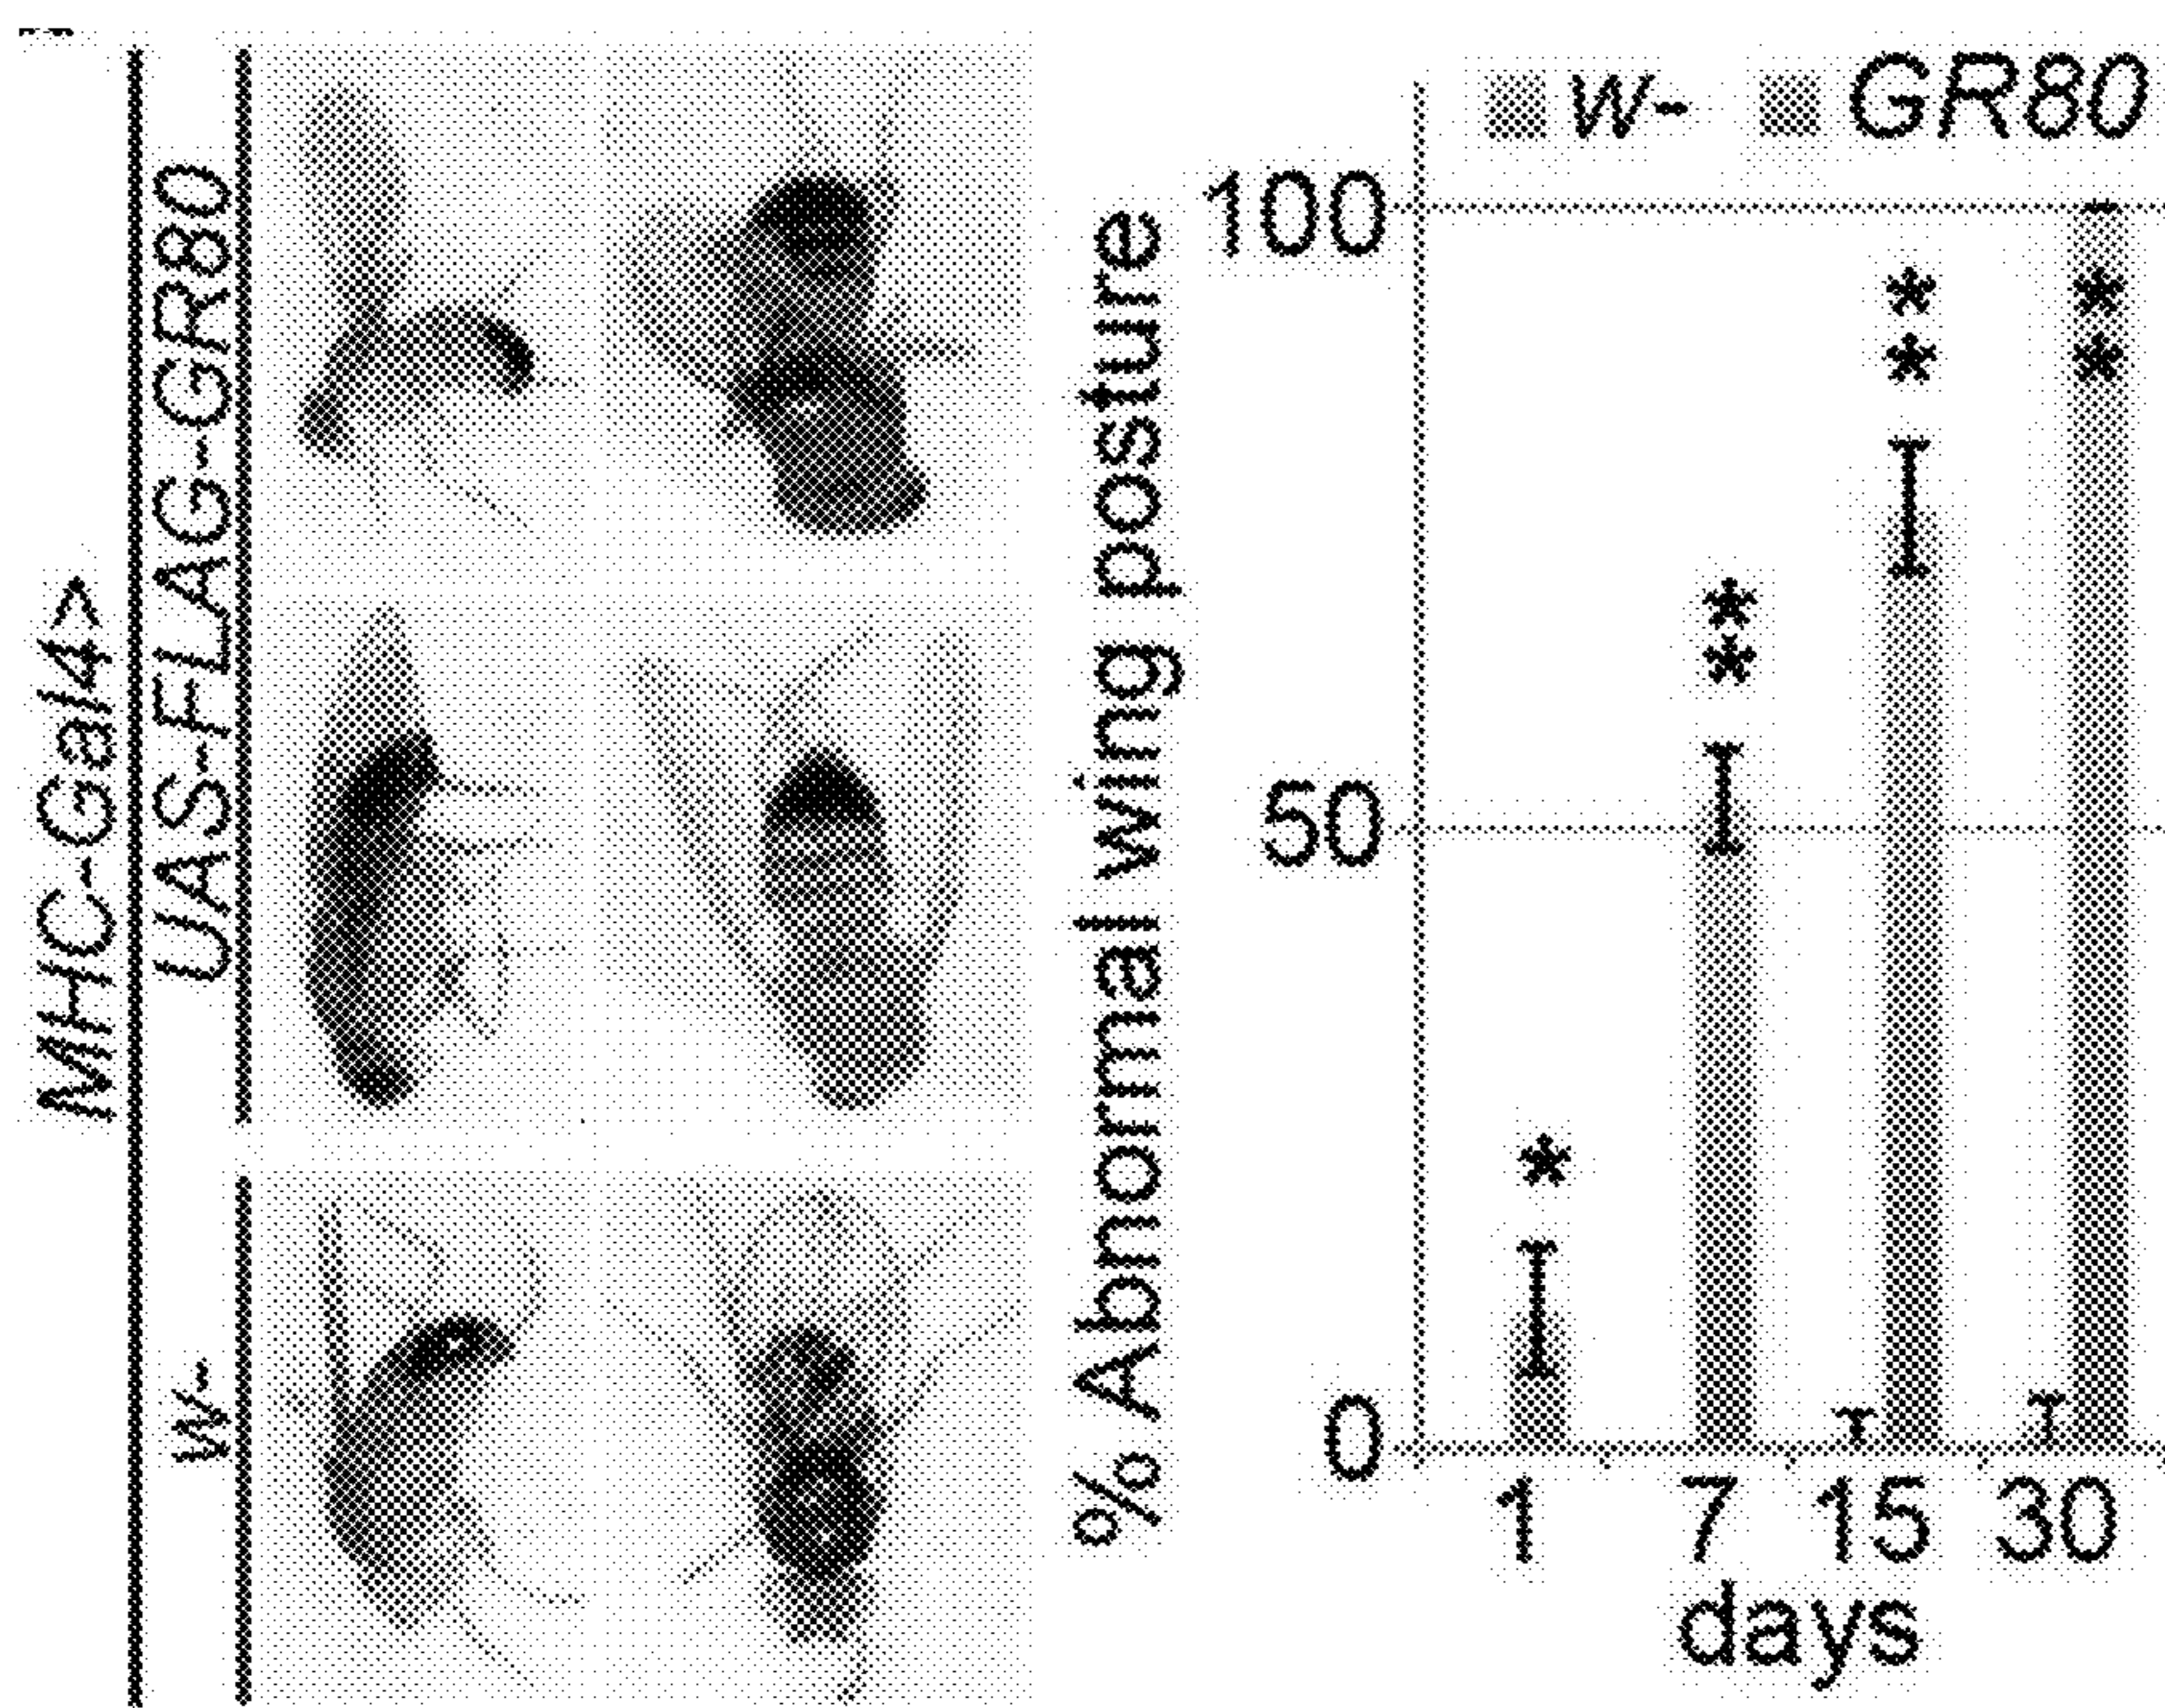 MHC-Gal4>
UAS-FLAG-GR80
w-
w- GR80
% Abnormal wing posture
100
50
0
*
**
**
**
1 7 15 30
days